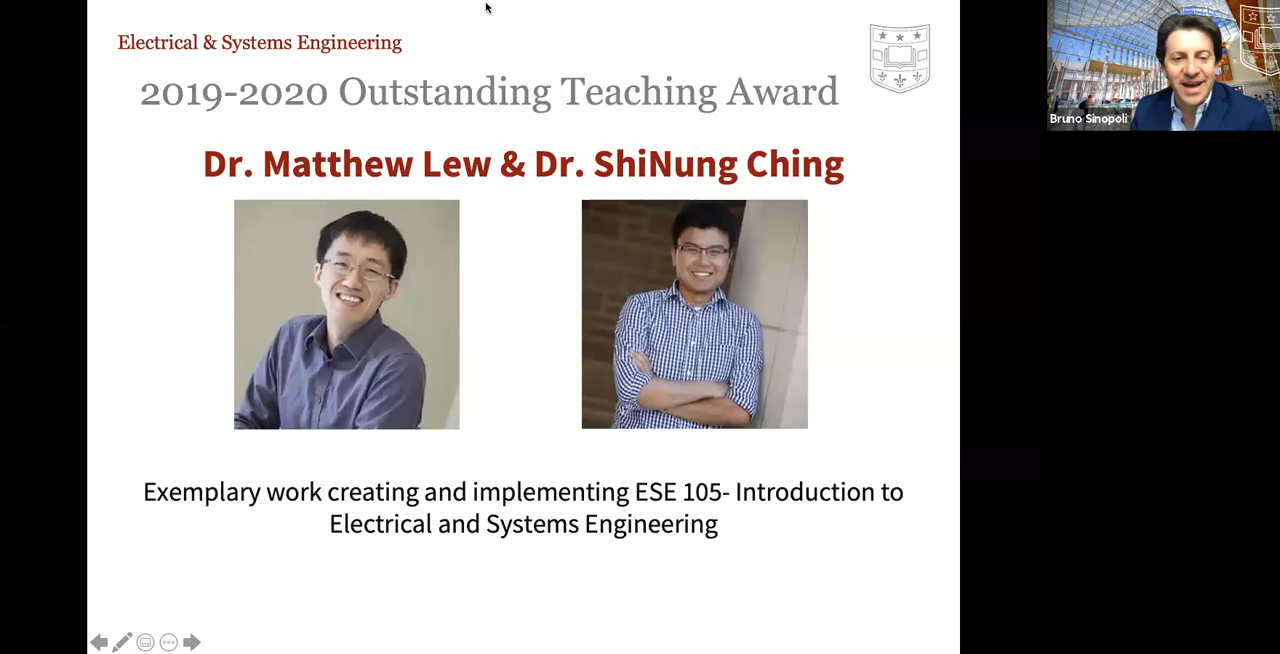 Electrical & Systems Engineering
2019-2020 Outstanding Teaching Award
Dr. Matthew Lew & Dr. ShiNung Ching
Exemplary work creating and implementing ESE 105- Introduction to
Electrical and Systems Engineering
Bruno Sinopoli